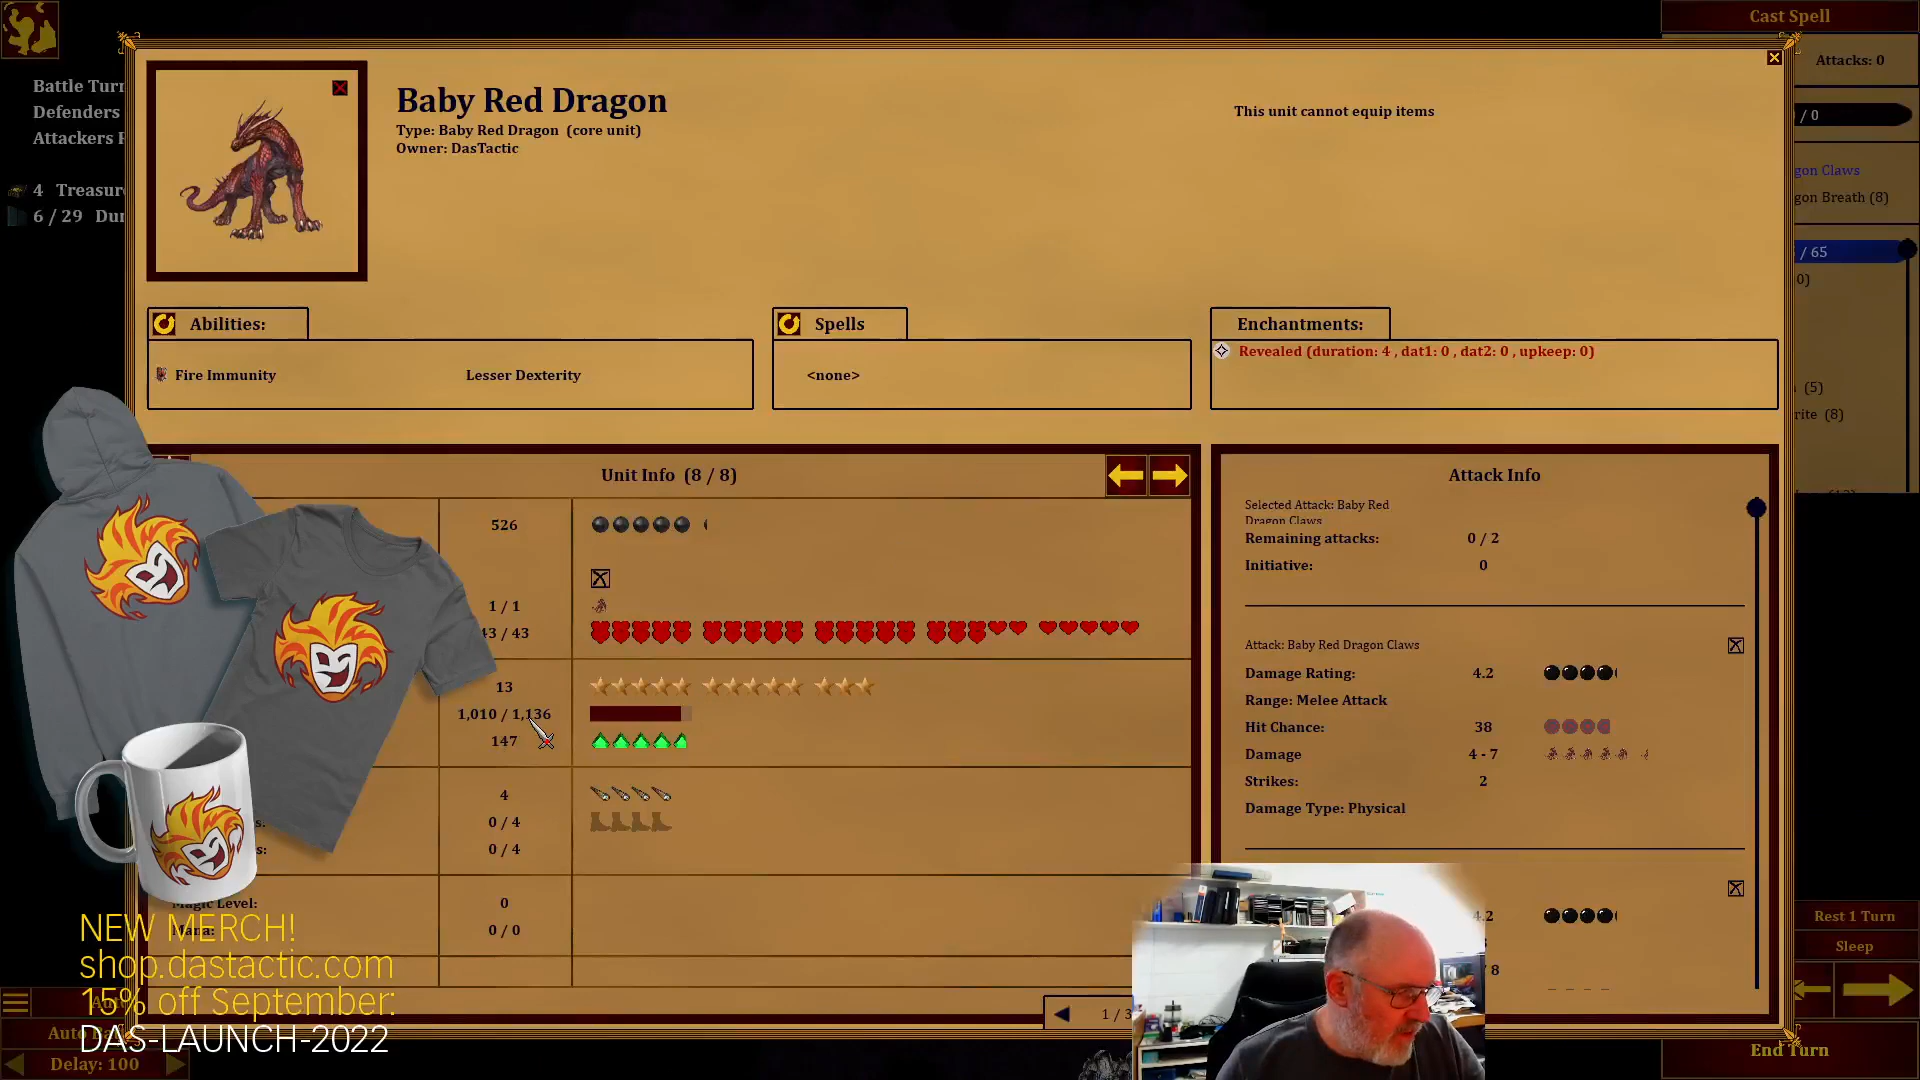 Cast Spell
Battle Turn
Defenders
Attackers
4 Treasure
6 / 29 Du
Attacks: 0
/ 0
gon Claws
gon Breath (8)
/ 65
0)
(5)
rite (8)
Baby Red Dragon
Type: Baby Red Dragon (core unit)
Owner: DasTactic
This unit cannot equip items
Abilities:
Fire Immunity
Lesser Dexterity
Spells
<none>
Enchantments:
Revealed (duration: 4 , dat1: 0 , dat2: 0 , upkeep: 0)
Unit Info (8 / 8)
526
1 / 1
43 / 43
13
1,010 / 1,136
147
4
0 / 4
0 / 4
Magic Level:
0
Mana:
0 / 0
1 / 3
Attack Info
Selected Attack: Baby Red
Dragon Claws
Remaining attacks:
0 / 2
Initiative:
0
Attack: Baby Red Dragon Claws
Damage Rating:
4.2
Range: Melee Attack
Hit Chance:
38
Damage
4 - 7
Strikes:
2
Damage Type: Physical
4.2
/ 8
NEW MERCH!
shop.dastactic.com
15% off September:
DAS-LAUNCH-2022
Delay: 100
Rest 1 Turn
Sleep
End Turn